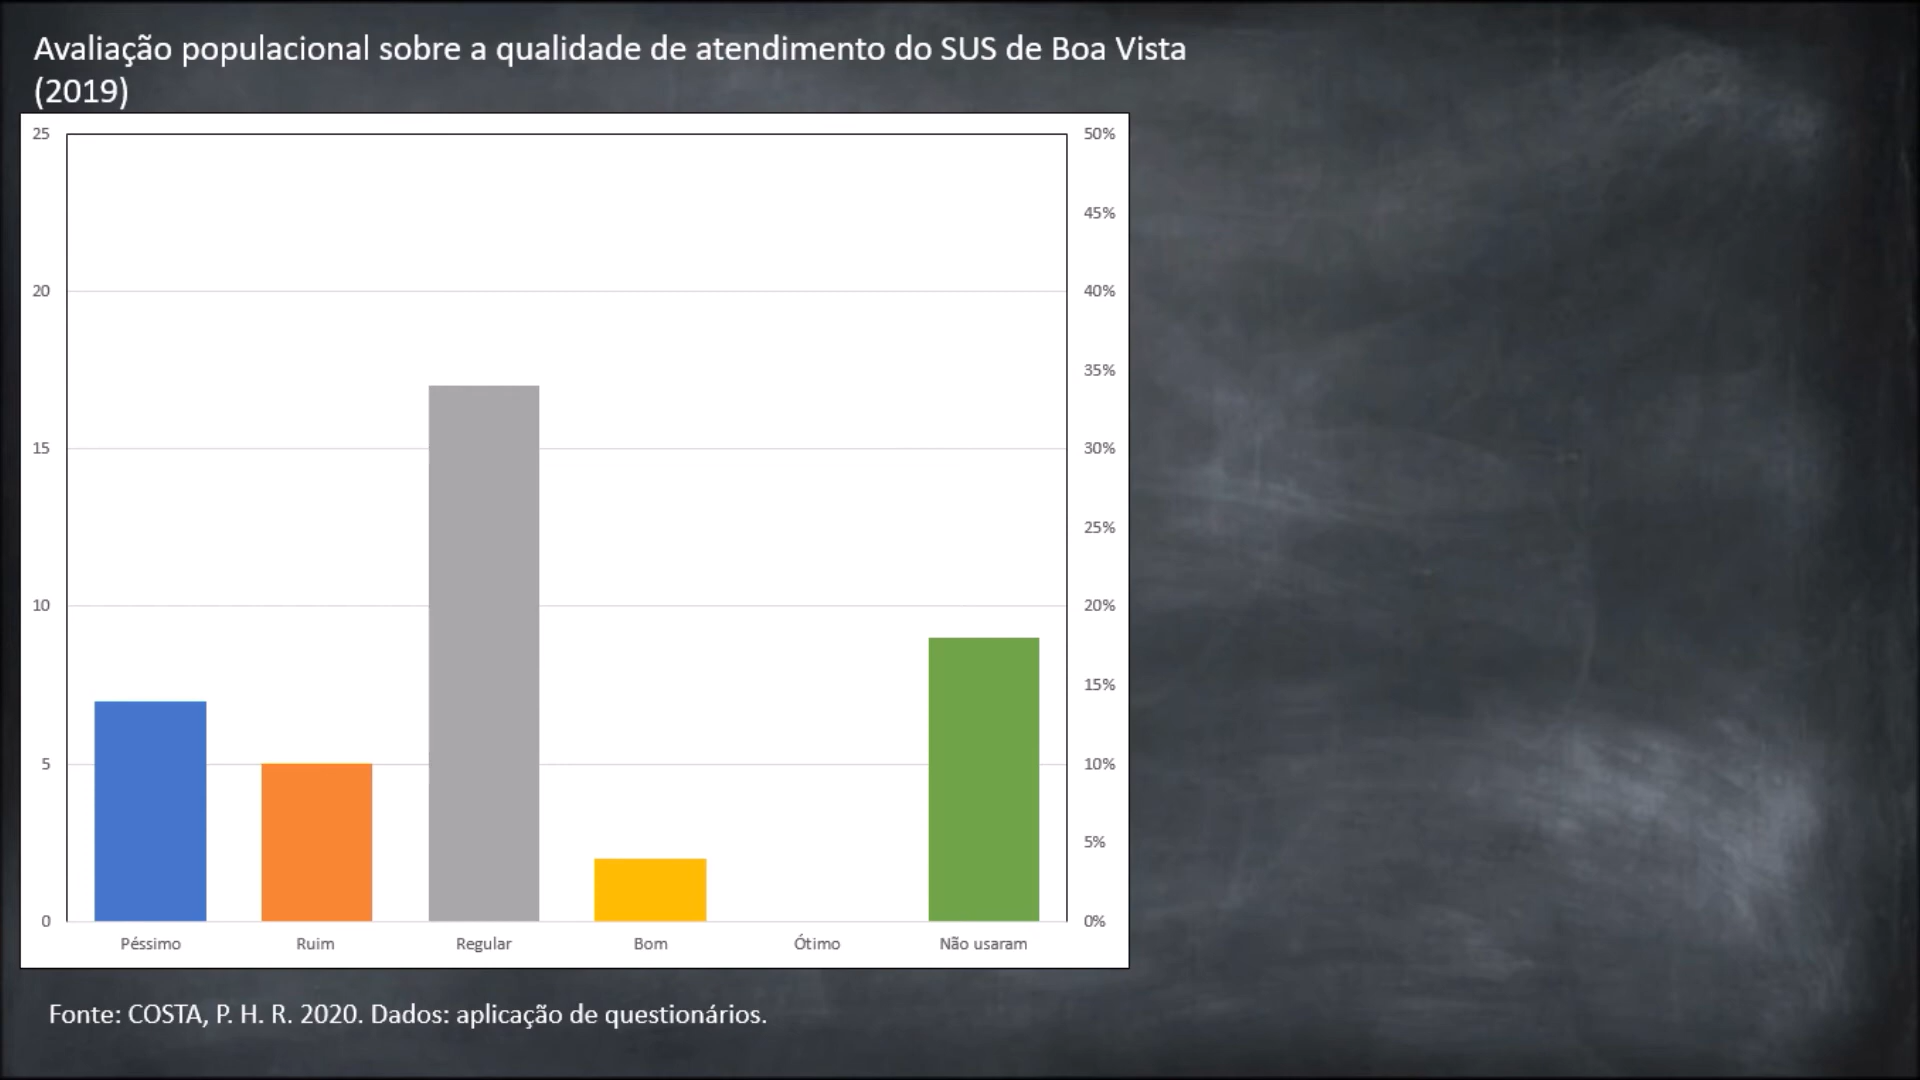 Avaliação populacional sobre a qualidade de atendimento do SUS de Boa Vista
(2019)
25
20
15
10
5
0
50%
45%
40%
35%
30%
25%
20%
15%
10%
5%
0%
Péssimo
Ruim
Regular
Bom
Ótimo
Não usaram
Fonte: COSTA, P. H. R. 2020. Dados: aplicação de questionários.